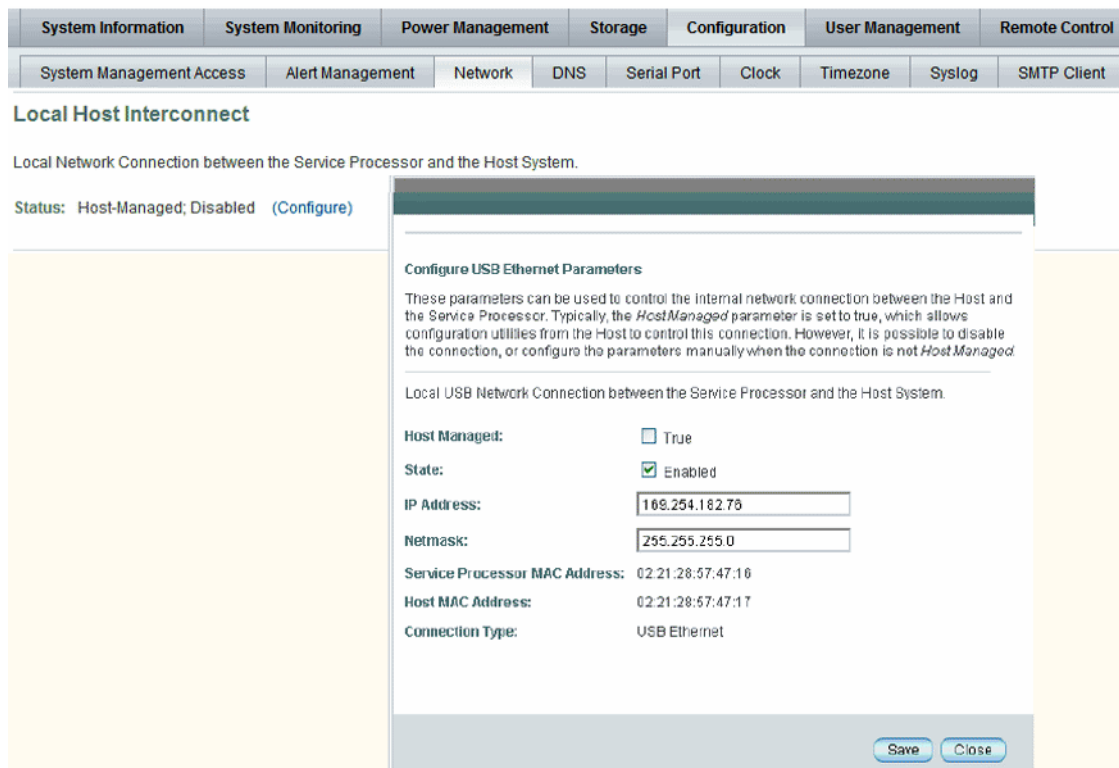 System Information System Monitoring Power Management Storage Configuration User Management Remote Control
System Management Access Alert Management Network DNS Serial Port Clock Timezone Syslog SMTP Client
Local Host Interconnect
Local Network Connection between the Service Processor and the Host System.
Status: Host-Managed; Disabled (Configure)
Configure USB Ethernet Parameters
These parameters can be used to control the internal network connection between the Host and
the Service Processor. Typically, the HostManaged parameter is set to true, which allows
configuration utilities from the Host to control this connection. However, it is possible to disable
the connection, or configure the parameters manually when the connection is not Host Managed.
Local USB Network Connection between the Service Processor and the Host System.
Host Managed: True
State: Enabled
IP Address: 169.254.182.76
Netmask: 255.255.255.0
Service Processor MAC Address: 02:21:28:57:47:16
Host MAC Address: 02:21:28:57:47:17
Connection Type: USB Ethernet
Save Close